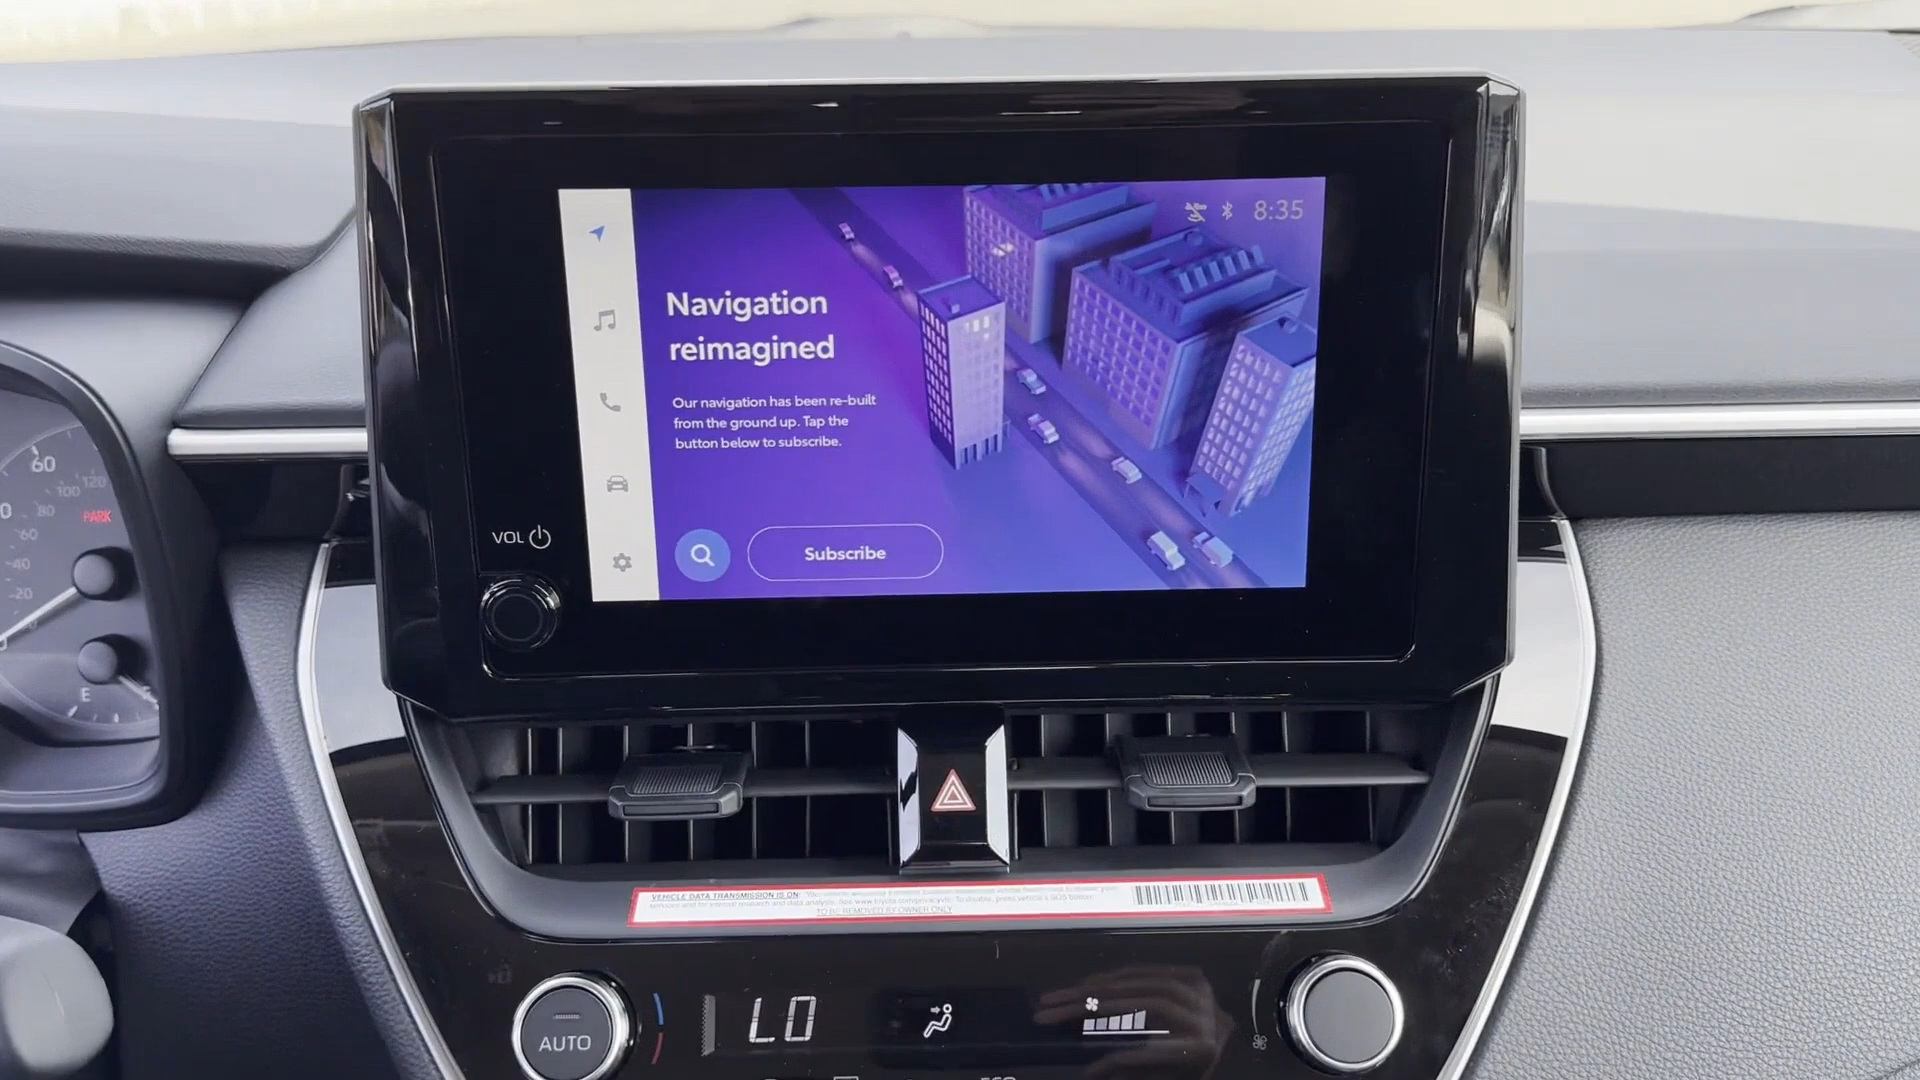 8:35
Navigation
reimagined
Our navigation has been re-built
from the ground up. Tap the
button below to subscribe.
Subscribe
VOL
60
100 120
80
PARK
60
40
20
E
F
VEHICLE DATA TRANSMISSION IS ON:
TO BE REMOVED BY OWNER ONLY
AUTO
LO